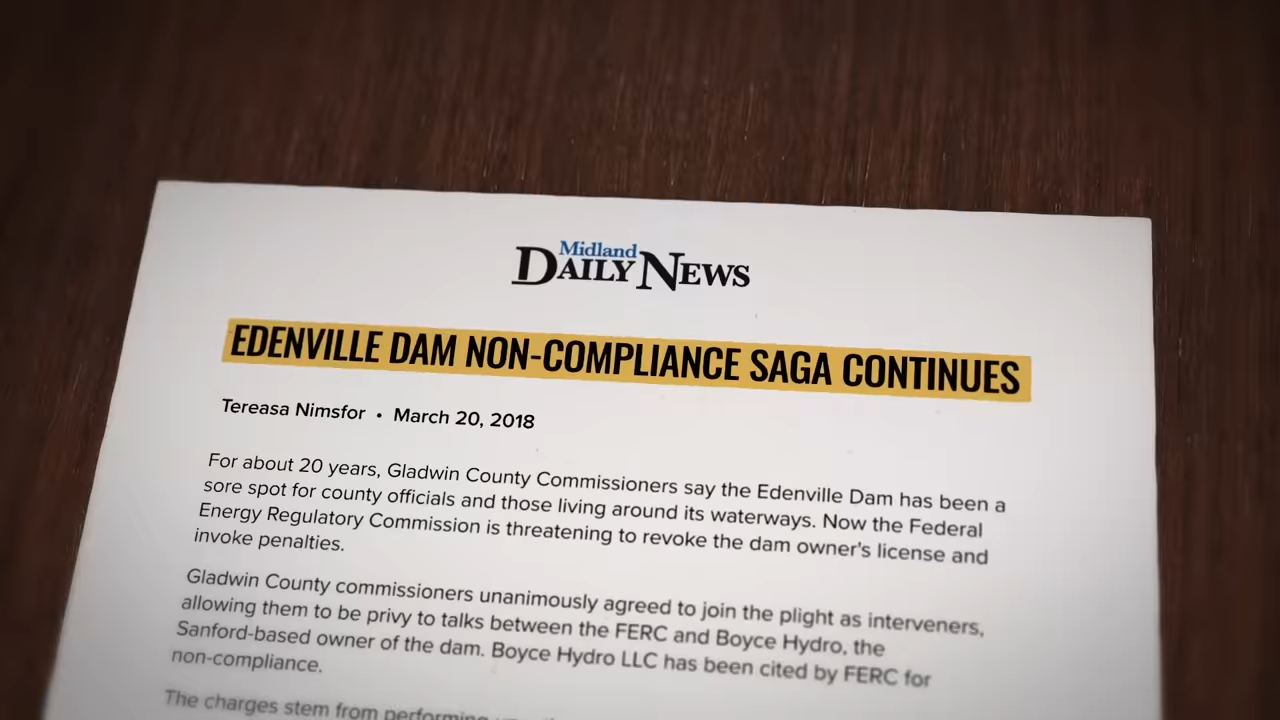 Midland
DAILY NEWS
EDENVILLE DAM NON-COMPLIANCE SAGA CONTINUES
Tereasa Nimsfor • March 20, 2018
For about 20 years, Gladwin County Commissioners say the Edenville Dam has been a
sore spot for county officials and those living around its waterways. Now the Federal
Energy Regulatory Commission is threatening to revoke the dam owner's license and
invoke penalties.
Gladwin County commissioners unanimously agreed to join the plight as interveners,
allowing them to be privy to talks between the FERC and Boyce Hydro, the
Sanford-based owner of the dam. Boyce Hydro LLC has been cited by FERC for
non-compliance.
The charges stem from performing